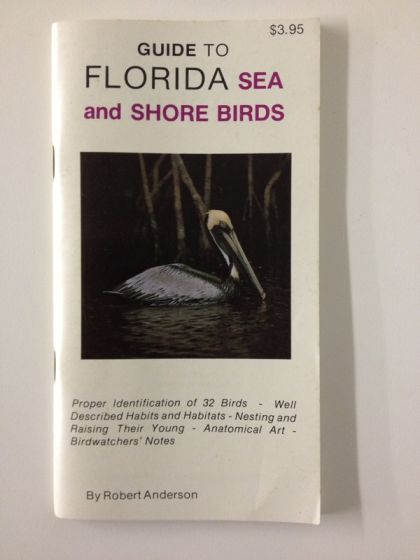 $3.95
GUIDE TO
FLORIDA SEA
and SHORE BIRDS
Proper Identification of 32 Birds - Well
Described Habits and Habitats - Nesting and
Raising Their Young - Anatomical Art -
Birdwatchers' Notes
By Robert Anderson